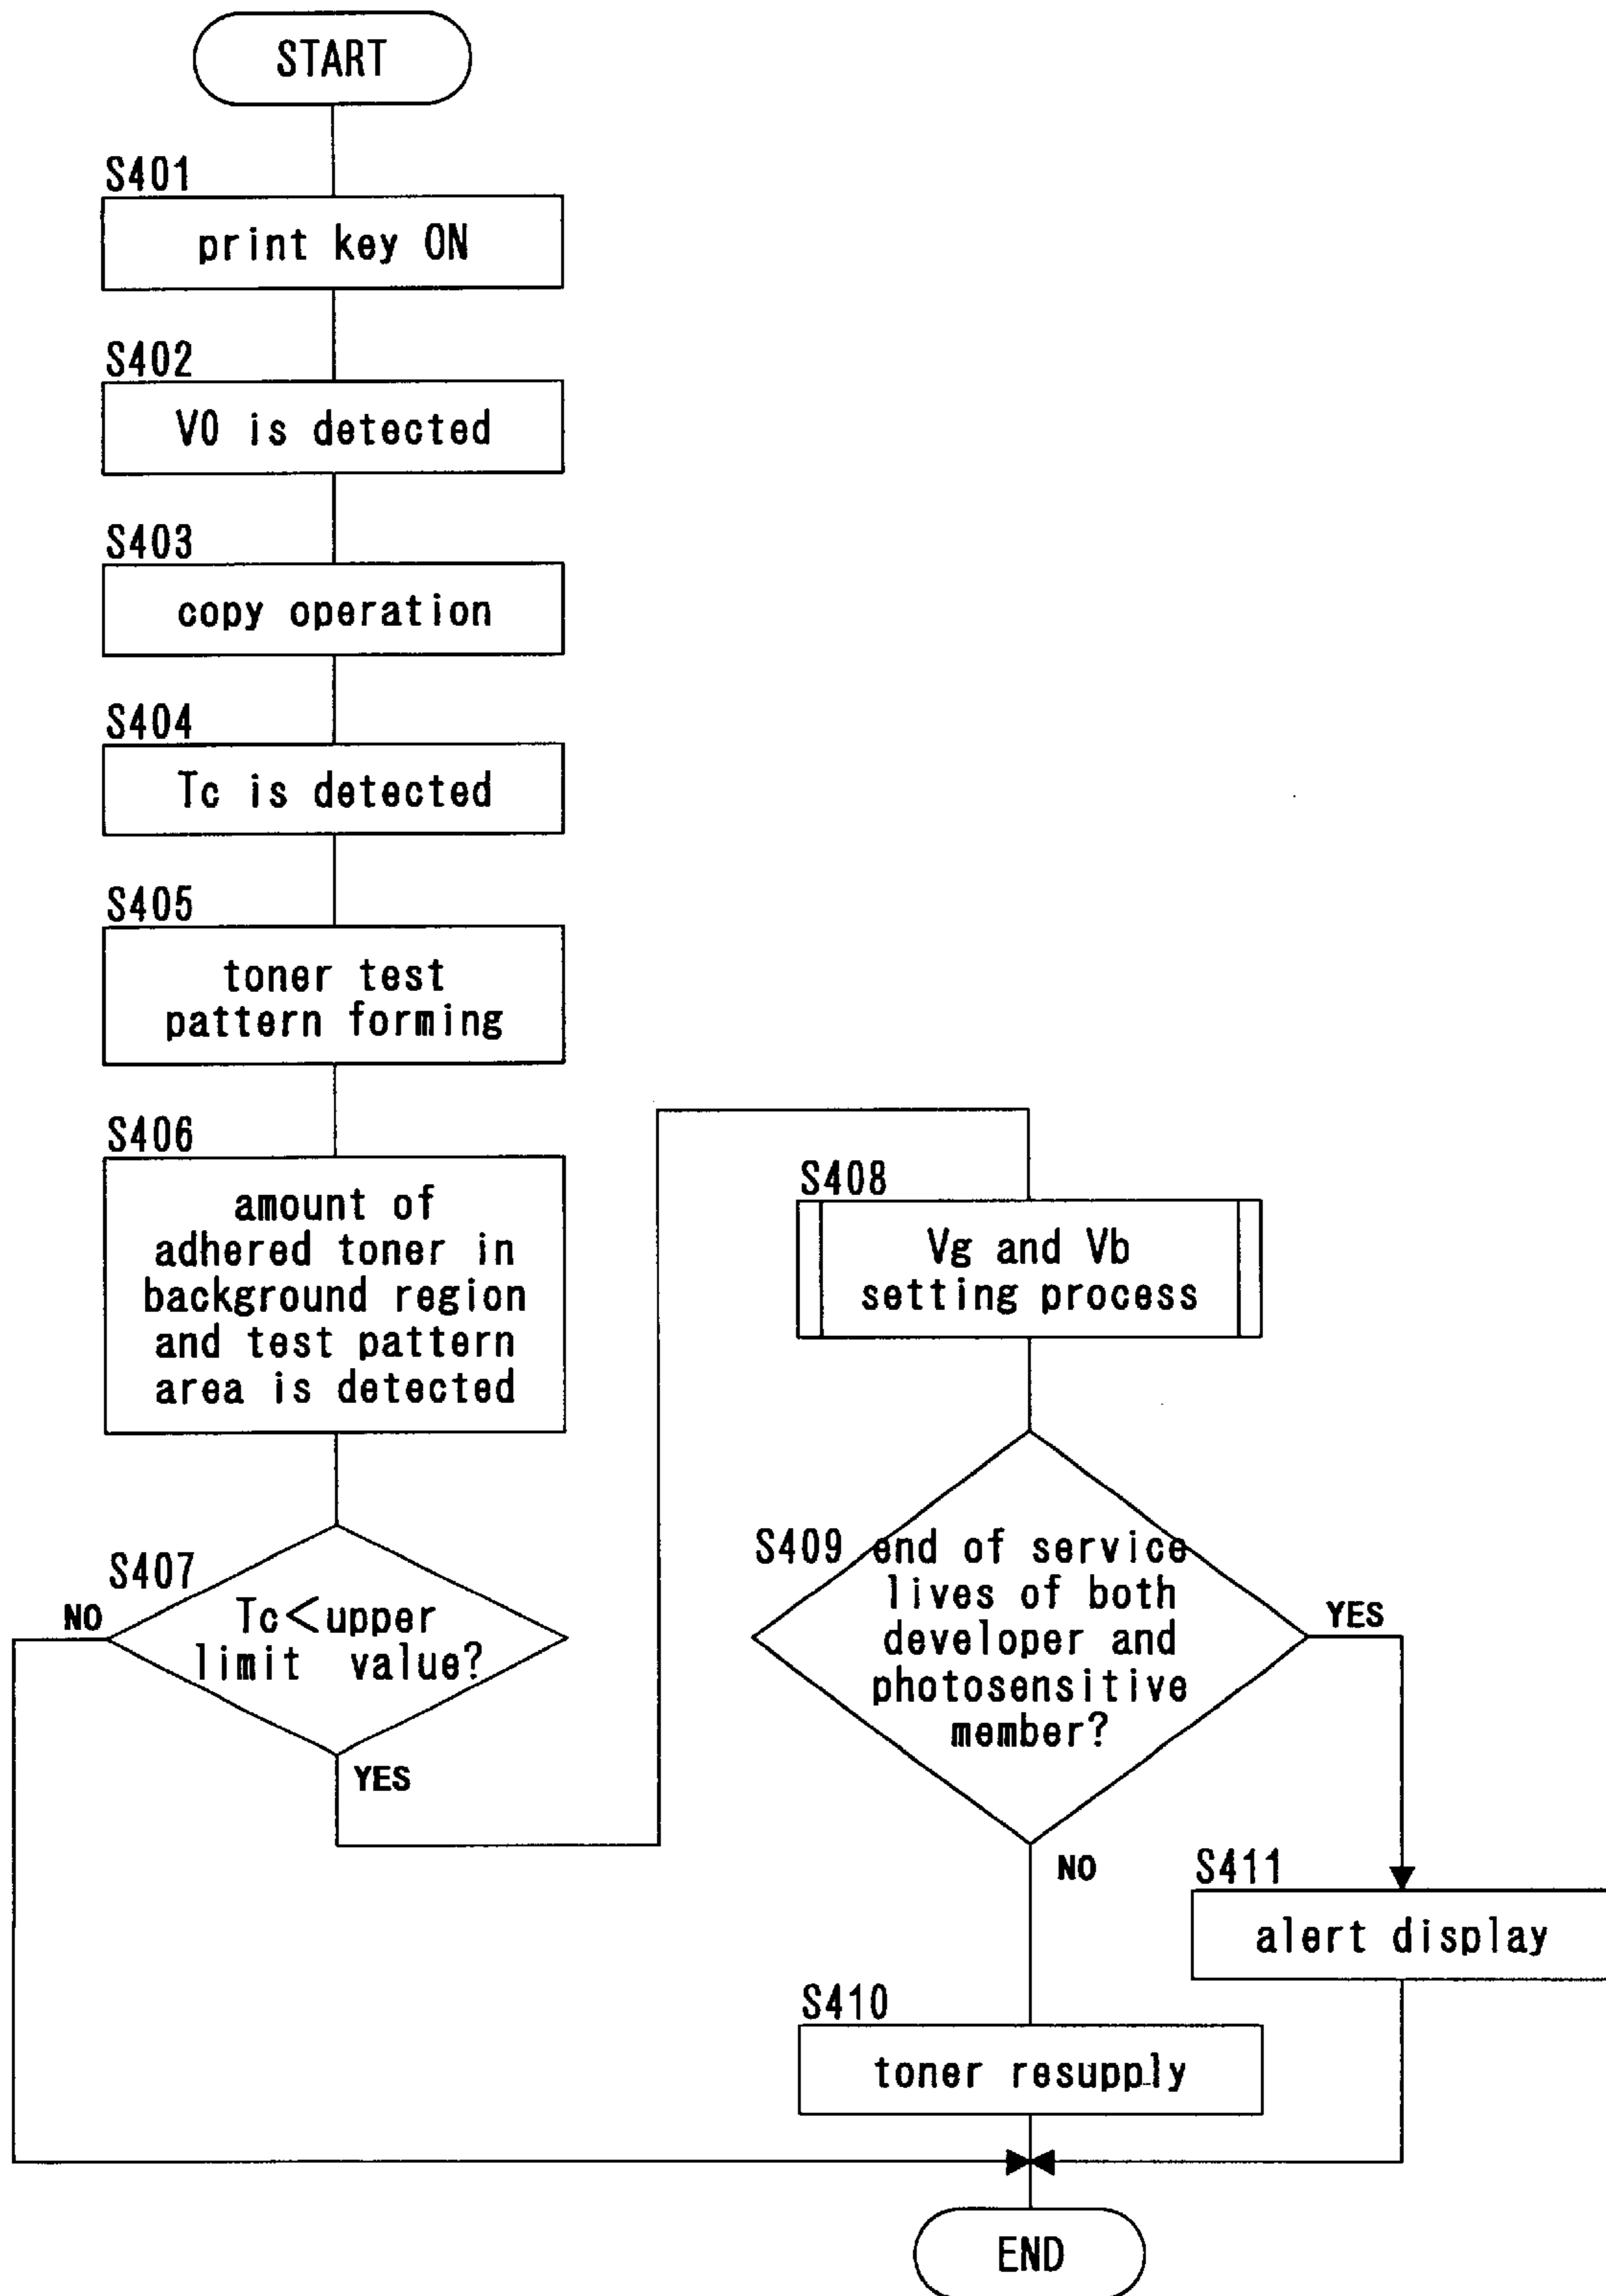 START
S401
print key ON
S402
V0 is detected
S403
copy operation
S404
Tc is detected
S405
toner test
pattern forming
S406
amount of
adhered toner in
background region
and test pattern
area is detected
S407
NO
Tc<upper
limit value?
YES
S408
Vg and Vb
setting process
S409
end of service
lives of both
developer and
photosensitive
member?
YES
NO
S411
alert display
S410
toner resupply
END